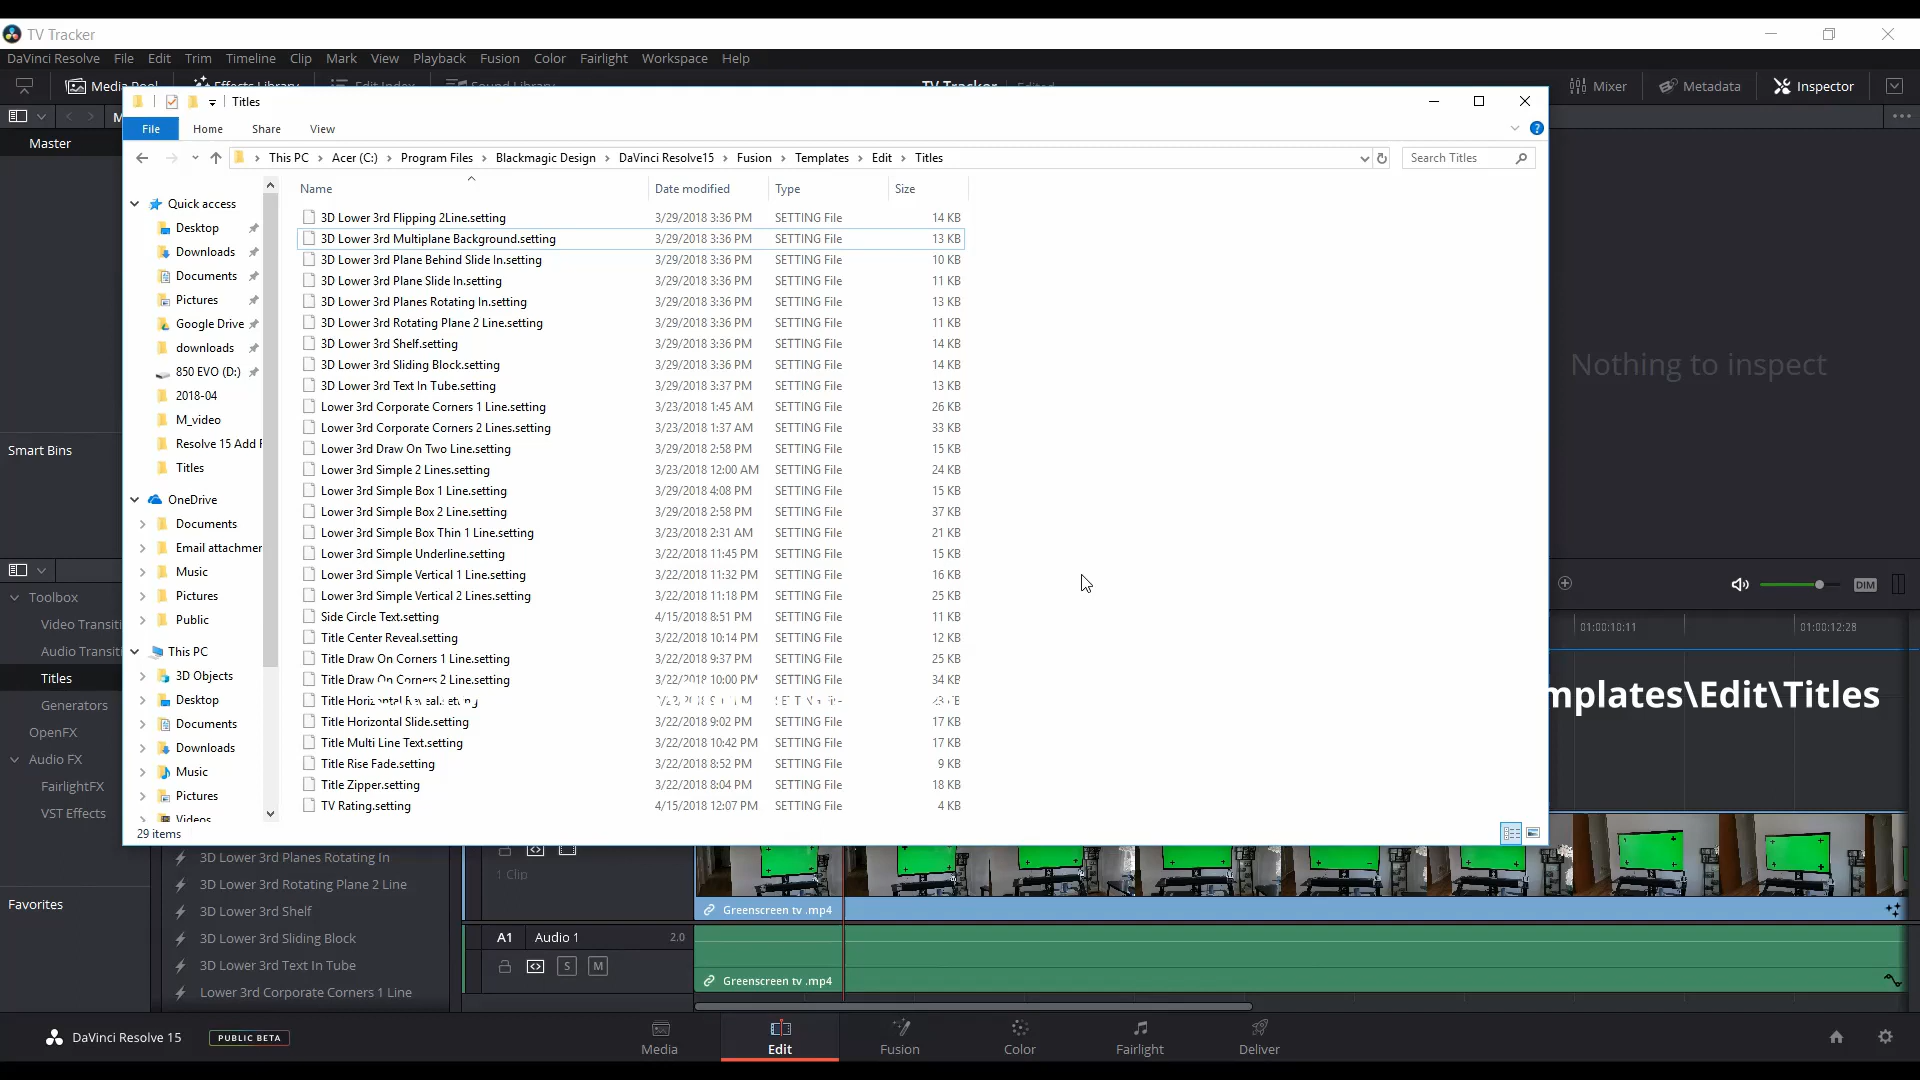 TV Tracker
DaVinci Resolve File Edit Trim Timeline Clip Mark View Playback Fusion Color Fairlight Workspace Help
Media Pool Effects Library Edit Index Sound Library TV Tracker Edited Mixer Metadata Inspector
Titles
File Home Share View
This PC Acer (C:) Program Files Blackmagic Design DaVinci Resolve15 Fusion Templates Edit Titles Search Titles
Master
Name Date modified Type Size
Quick access
Desktop
Downloads
Documents
Pictures
Google Drive
downloads
850 EVO (D:)
2018-04
M_video
Resolve 15 Add F
Titles
OneDrive
Documents
Email attachmen
Music
Pictures
Public
This PC
3D Objects
Desktop
Documents
Downloads
Music
Pictures
Videos
3D Lower 3rd Flipping 2Line.setting 3/29/2018 3:36 PM SETTING File 14 KB
3D Lower 3rd Multiplane Background.setting 3/29/2018 3:36 PM SETTING File 13 KB
3D Lower 3rd Plane Behind Slide In.setting 3/29/2018 3:36 PM SETTING File 10 KB
3D Lower 3rd Plane Slide In.setting 3/29/2018 3:36 PM SETTING File 11 KB
3D Lower 3rd Planes Rotating In.setting 3/29/2018 3:36 PM SETTING File 13 KB
3D Lower 3rd Rotating Plane 2 Line.setting 3/29/2018 3:36 PM SETTING File 11 KB
3D Lower 3rd Shelf.setting 3/29/2018 3:36 PM SETTING File 14 KB
3D Lower 3rd Sliding Block.setting 3/29/2018 3:36 PM SETTING File 14 KB
3D Lower 3rd Text In Tube.setting 3/29/2018 3:37 PM SETTING File 13 KB
Lower 3rd Corporate Corners 1 Line.setting 3/23/2018 1:45 AM SETTING File 26 KB
Lower 3rd Corporate Corners 2 Lines.setting 3/23/2018 1:37 AM SETTING File 33 KB
Lower 3rd Draw On Two Line.setting 3/29/2018 2:58 PM SETTING File 15 KB
Lower 3rd Simple 2 Lines.setting 3/23/2018 12:00 AM SETTING File 24 KB
Lower 3rd Simple Box 1 Line.setting 3/29/2018 4:08 PM SETTING File 15 KB
Lower 3rd Simple Box 2 Line.setting 3/29/2018 2:58 PM SETTING File 37 KB
Lower 3rd Simple Box Thin 1 Line.setting 3/23/2018 2:31 AM SETTING File 21 KB
Lower 3rd Simple Underline.setting 3/22/2018 11:45 PM SETTING File 15 KB
Lower 3rd Simple Vertical 1 Line.setting 3/22/2018 11:32 PM SETTING File 16 KB
Lower 3rd Simple Vertical 2 Lines.setting 3/22/2018 11:18 PM SETTING File 25 KB
Side Circle Text.setting 4/15/2018 8:51 PM SETTING File 11 KB
Title Center Reveal.setting 3/22/2018 10:14 PM SETTING File 12 KB
Title Draw On Corners 1 Line.setting 3/22/2018 9:37 PM SETTING File 25 KB
Title Draw On Corners 2 Line.setting 3/22/2018 10:00 PM SETTING File 34 KB
Title Horizontal Reveal.setting
Title Horizontal Slide.setting 3/22/2018 9:02 PM SETTING File 17 KB
Title Multi Line Text.setting 3/22/2018 10:42 PM SETTING File 17 KB
Title Rise Fade.setting 3/22/2018 8:52 PM SETTING File 9 KB
Title Zipper.setting 3/22/2018 8:04 PM SETTING File 18 KB
TV Rating.setting 4/15/2018 12:07 PM SETTING File 4 KB
29 items
Nothing to inspect
Smart Bins
Toolbox
Video Transiti
Audio Transiti
Titles
Generators
OpenFX
Audio FX
FairlightFX
VST Effects
Favorites
DIM
01:00:10:11 01:00:12:28
mplates\Edit\Titles
3D Lower 3rd Planes Rotating In
3D Lower 3rd Rotating Plane 2 Line
3D Lower 3rd Shelf
3D Lower 3rd Sliding Block
3D Lower 3rd Text In Tube
Lower 3rd Corporate Corners 1 Line
1 Clip
Greenscreen tv .mp4
A1 Audio 1 2.0
S M
Greenscreen tv .mp4
DaVinci Resolve 15 PUBLIC BETA Media Edit Fusion Color Fairlight Deliver